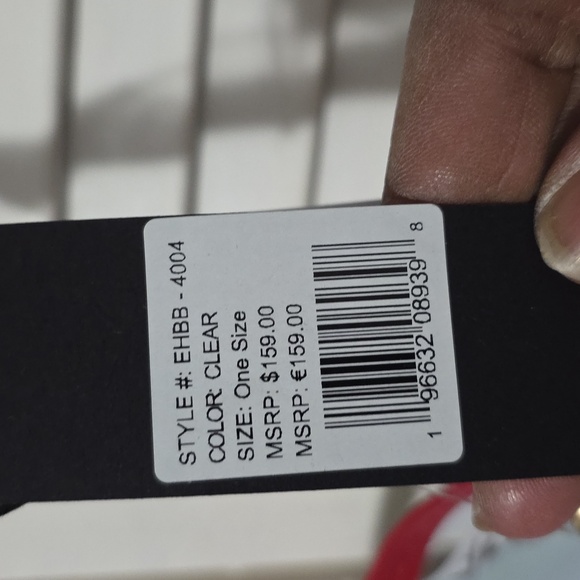 STYLE #: EHBB - 4004
COLOR: CLEAR
SIZE: One Size
MSRP: $159.00
MSRP: €159.00
1 96632 08939 8